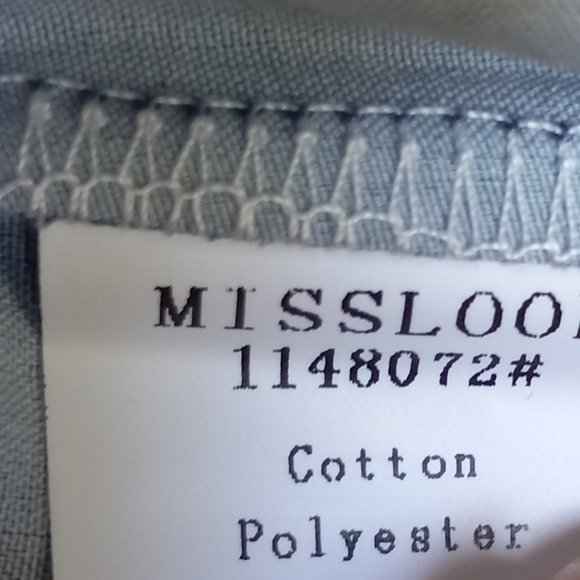 MISSLOO
1148072#
Cotton
Polyester